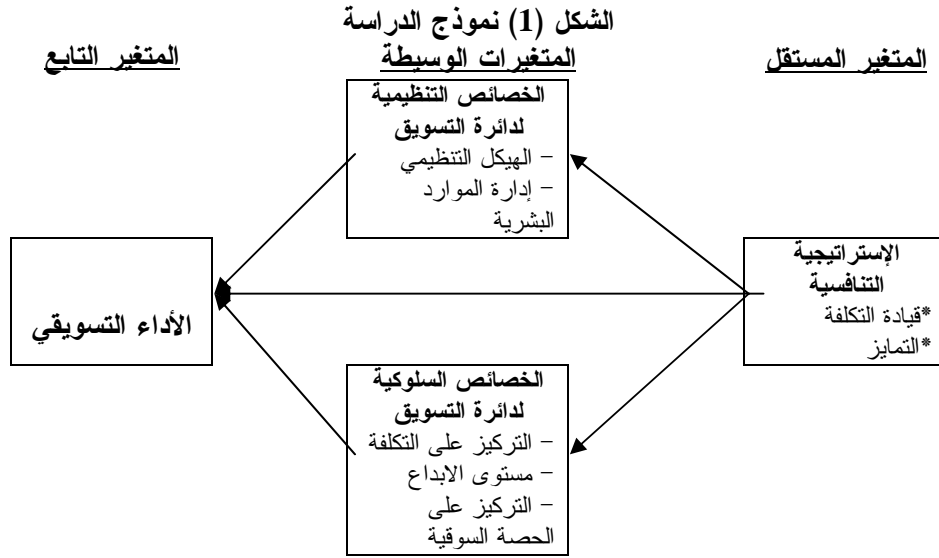 الشكل (1) نموذج الدراسة
المتغير المستقل
المتغيرات الوسيطة
المتغير التابع
الخصائص التنظيمية
لدائرة التسويق
– الهيكل التنظيمي
– إدارة الموارد
البشرية
الإستراتيجية
التنافسية
*قيادة التكلفة
*التمايز
الأداء التسويقي
الخصائص السلوكية
لدائرة التسويق
– التركيز على التكلفة
– مستوى الابداع
– التركيز على
الحصة السوقية